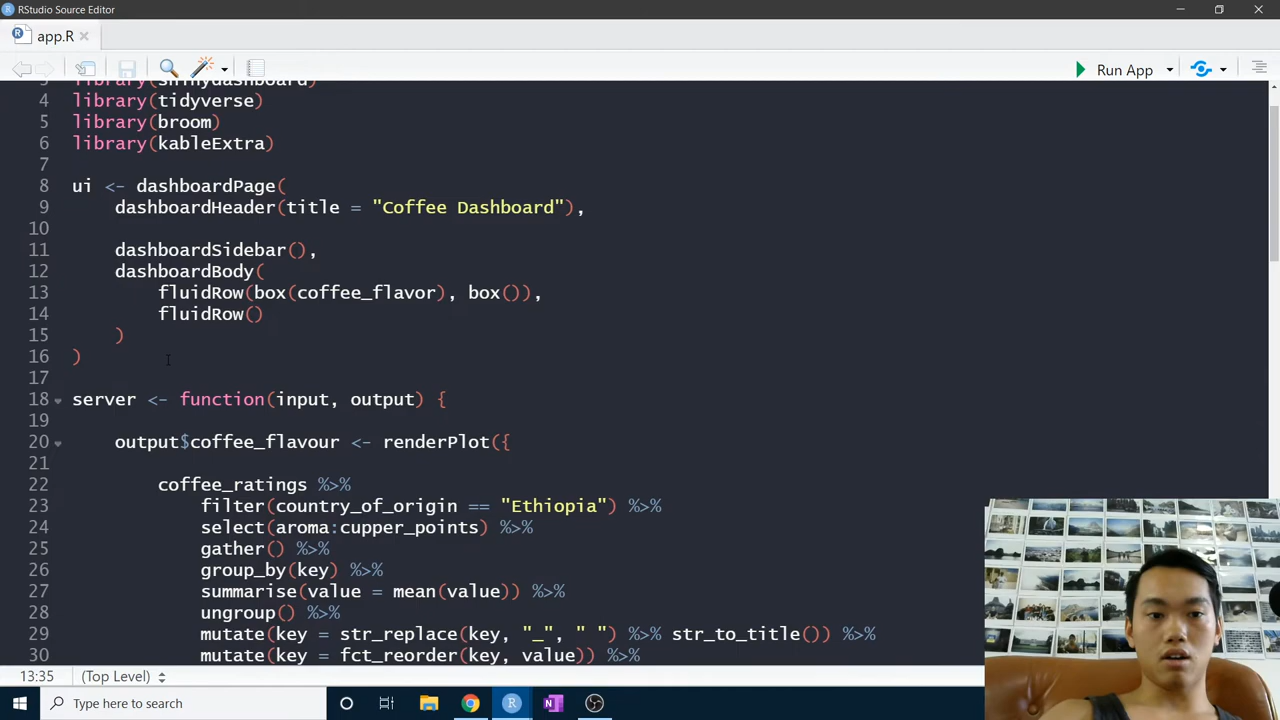 RStudio Source Editor
app.R
Run App
3 library(shinydashboard)
4 library(tidyverse)
5 library(broom)
6 library(kableExtra)
7
8 ui <- dashboardPage(
9 dashboardHeader(title = "Coffee Dashboard"),
10
11 dashboardSidebar(),
12 dashboardBody(
13 fluidRow(box(coffee_flavor), box()),
14 fluidRow()
15 )
16 )
17
18 server <- function(input, output) {
19
20 output$coffee_flavour <- renderPlot({
21
22 coffee_ratings %>%
23 filter(country_of_origin == "Ethiopia") %>%
24 select(aroma:cupper_points) %>%
25 gather() %>%
26 group_by(key) %>%
27 summarise(value = mean(value)) %>%
28 ungroup() %>%
29 mutate(key = str_replace(key, "_", " ") %>% str_to_title()) %>%
30 mutate(key = fct_reorder(key, value)) %>%
13:35 (Top Level)
Type here to search